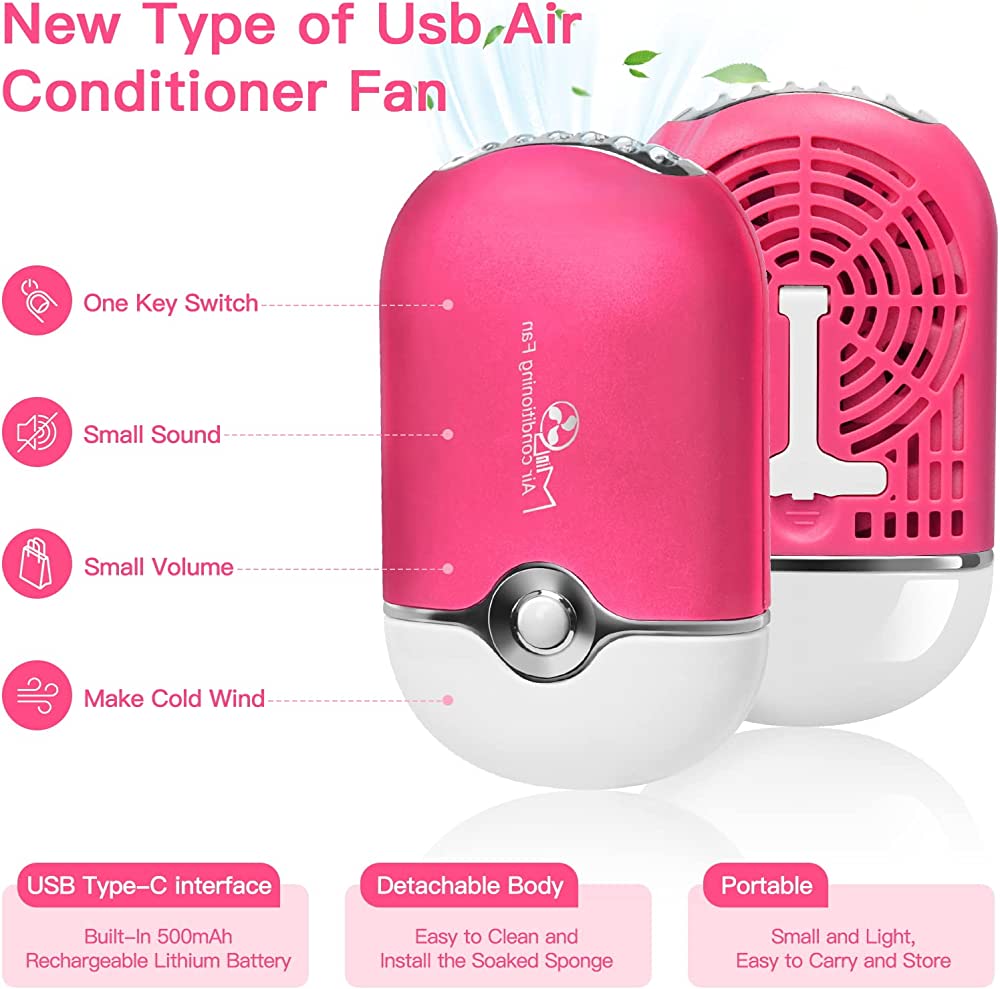 New Type of Usb Air
Conditioner Fan
One Key Switch
Small Sound
Small Volume
Make Cold Wind
Mini
Air conditioning Fan
USB Type-C interface
Built-In 500mAh
Rechargeable Lithium Battery
Detachable Body
Easy to Clean and
Install the Soaked Sponge
Portable
Small and Light,
Easy to Carry and Store